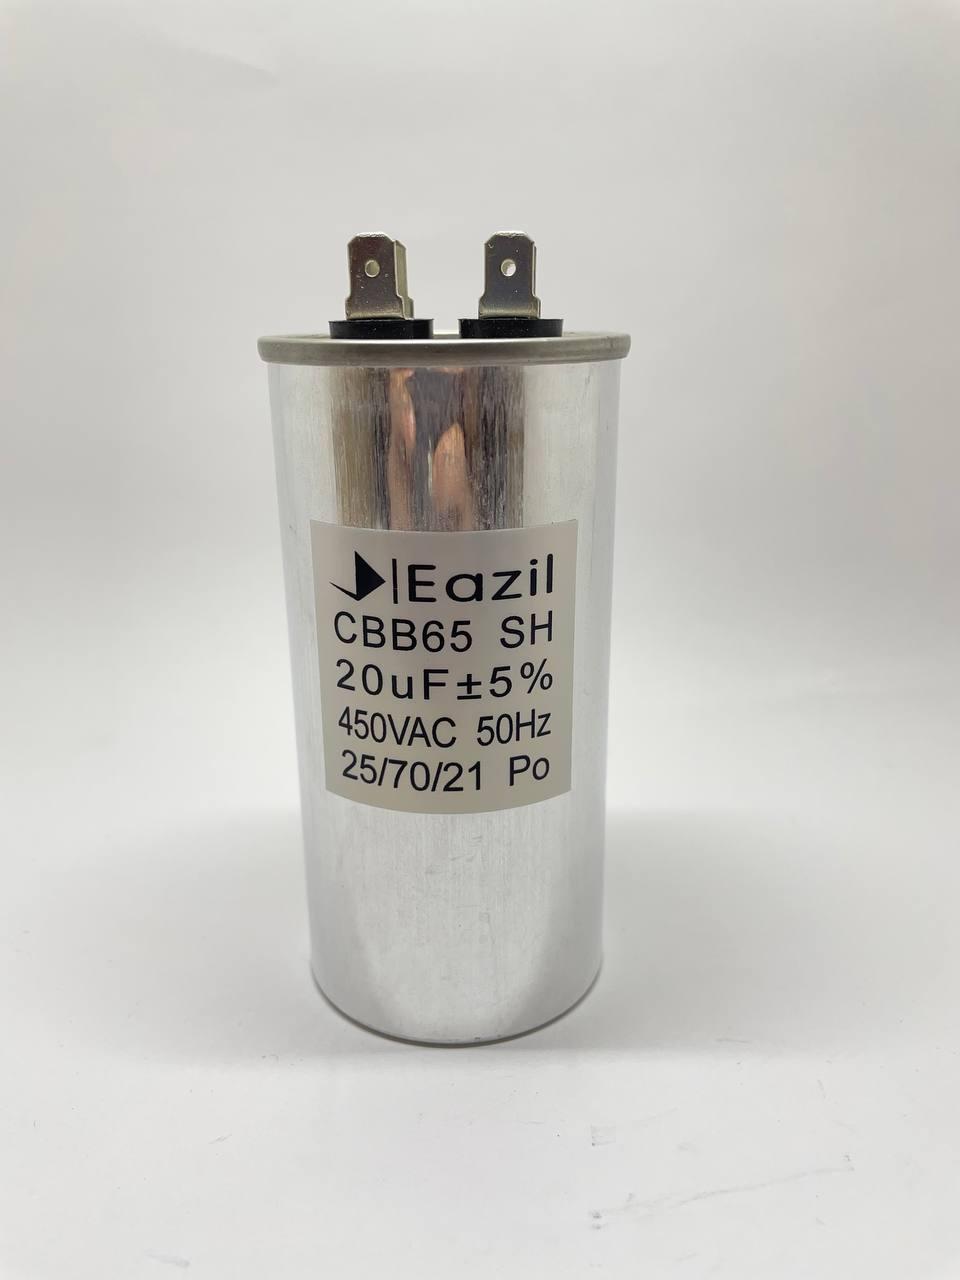 Eazil
CBB65 SH
20uF±5%
450VAC 50Hz
25/70/21 Po